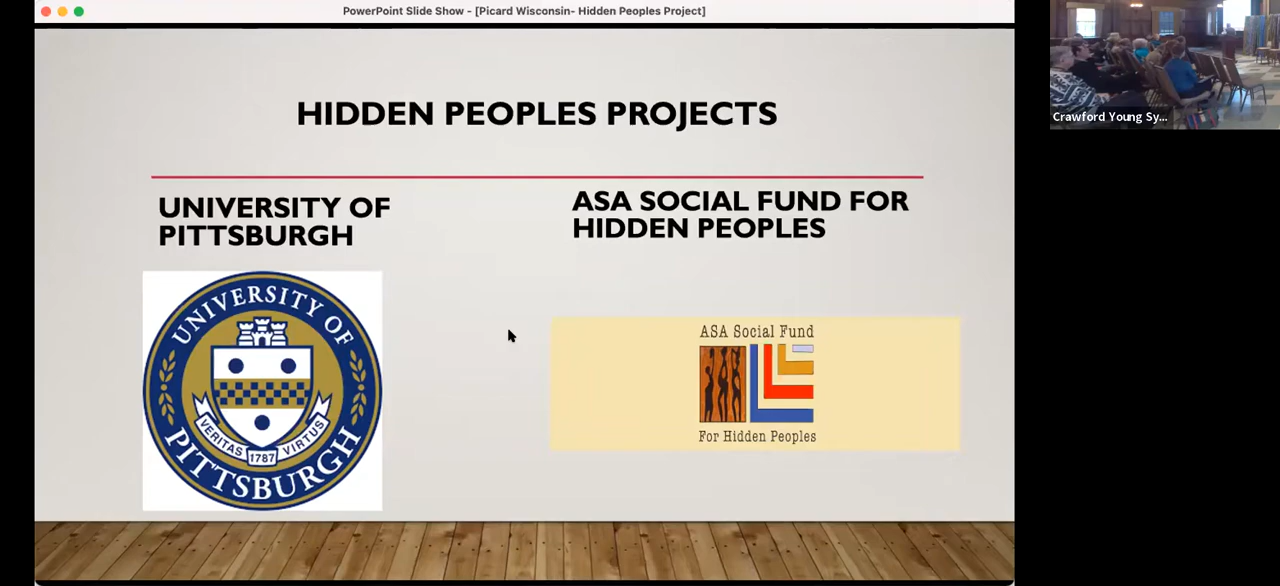 PowerPoint Slide Show - [Picard Wisconsin- Hidden Peoples Project]
HIDDEN PEOPLES PROJECTS
UNIVERSITY OF
PITTSBURGH
ASA SOCIAL FUND FOR
HIDDEN PEOPLES
UNIVERSITY OF
VERITAS 1787 VIRTUS
PITTSBURGH
ASA Social Fund
For Hidden Peoples
Crawford Young Sy...